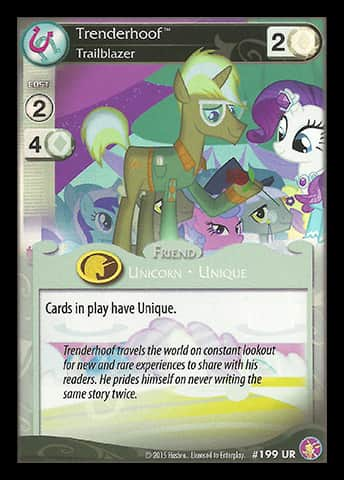 Trenderhoof™
Trailblazer
2
COST
2
4
FRIEND
UNICORN • UNIQUE
Cards in play have Unique.
Trenderhoof travels the world on constant lookout
for new and rare experiences to share with his
readers. He prides himself on never writing the
same story twice.
© 2015 Hasbro. Licensed to Enterplay. #199 UR